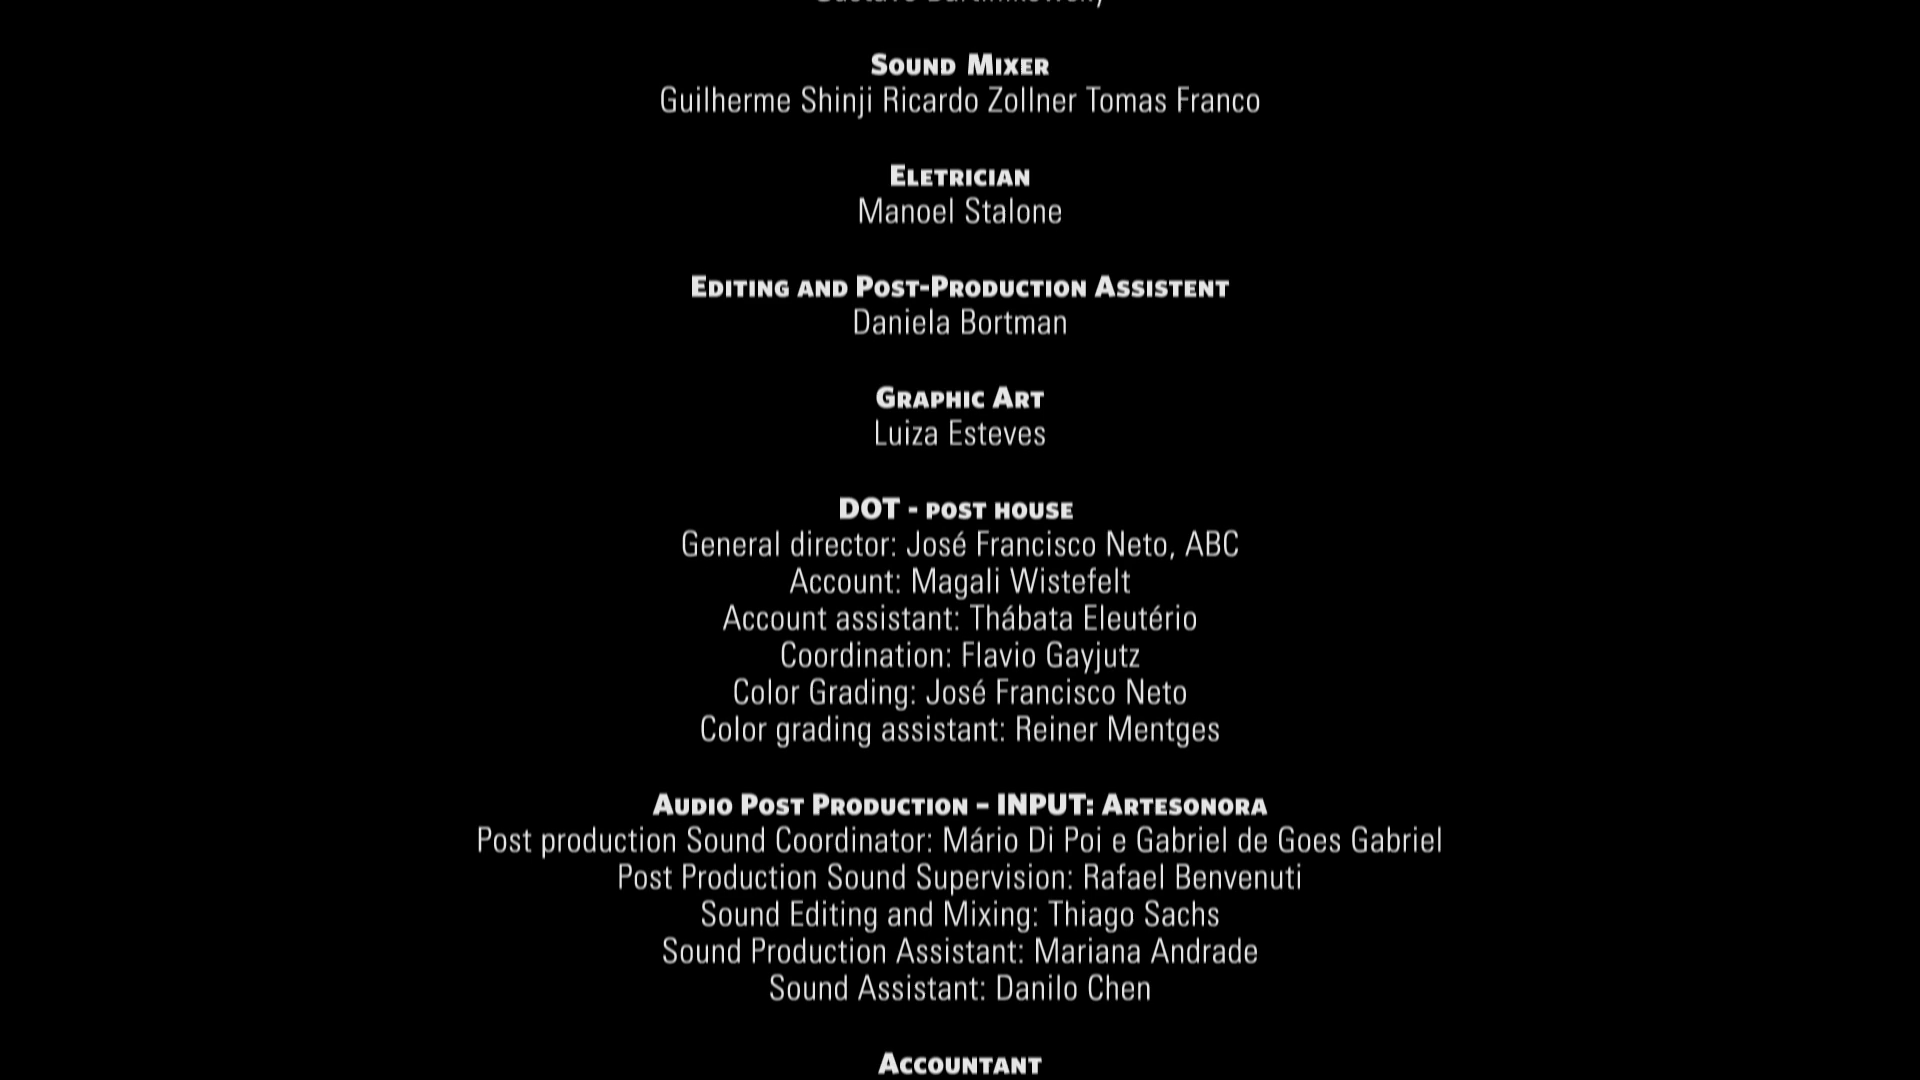 Sound Mixer
Guilherme Shinji Ricardo Zollner Tomas Franco
Eletrician
Manoel Stalone
Editing and Post-Production Assistent
Daniela Bortman
Graphic Art
Luiza Esteves
DOT - post house
General director: José Francisco Neto, ABC
Account: Magali Wistefelt
Account assistant: Thábata Eleutério
Coordination: Flavio Gayjutz
Color Grading: José Francisco Neto
Color grading assistant: Reiner Mentges
Audio Post Production – INPUT: Artesonora
Post production Sound Coordinator: Mário Di Poi e Gabriel de Goes Gabriel
Post Production Sound Supervision: Rafael Benvenuti
Sound Editing and Mixing: Thiago Sachs
Sound Production Assistant: Mariana Andrade
Sound Assistant: Danilo Chen
Accountant